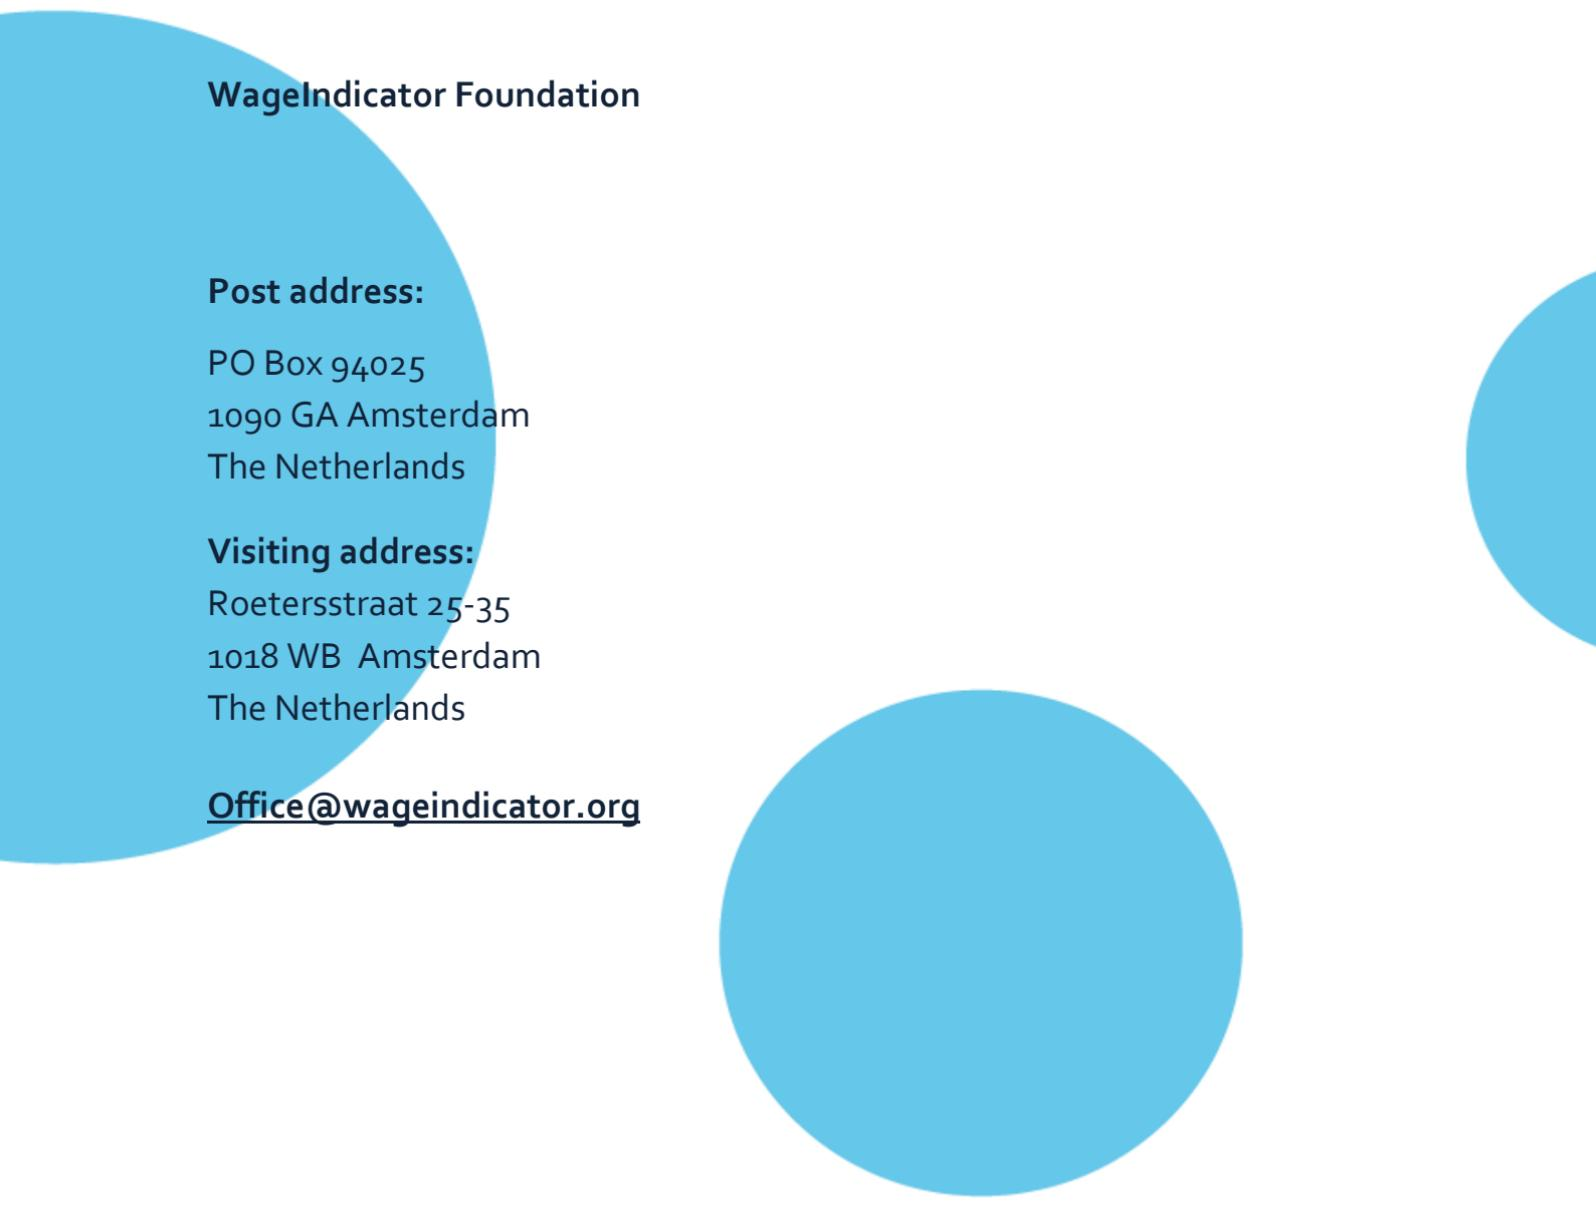 WageIndicator Foundation
Post address:
PO Box 94025
1090 GA Amsterdam
The Netherlands
Visiting address:
Roetersstraat 25-35
1018 WB  Amsterdam
The Netherlands
Office@wageindicator.org